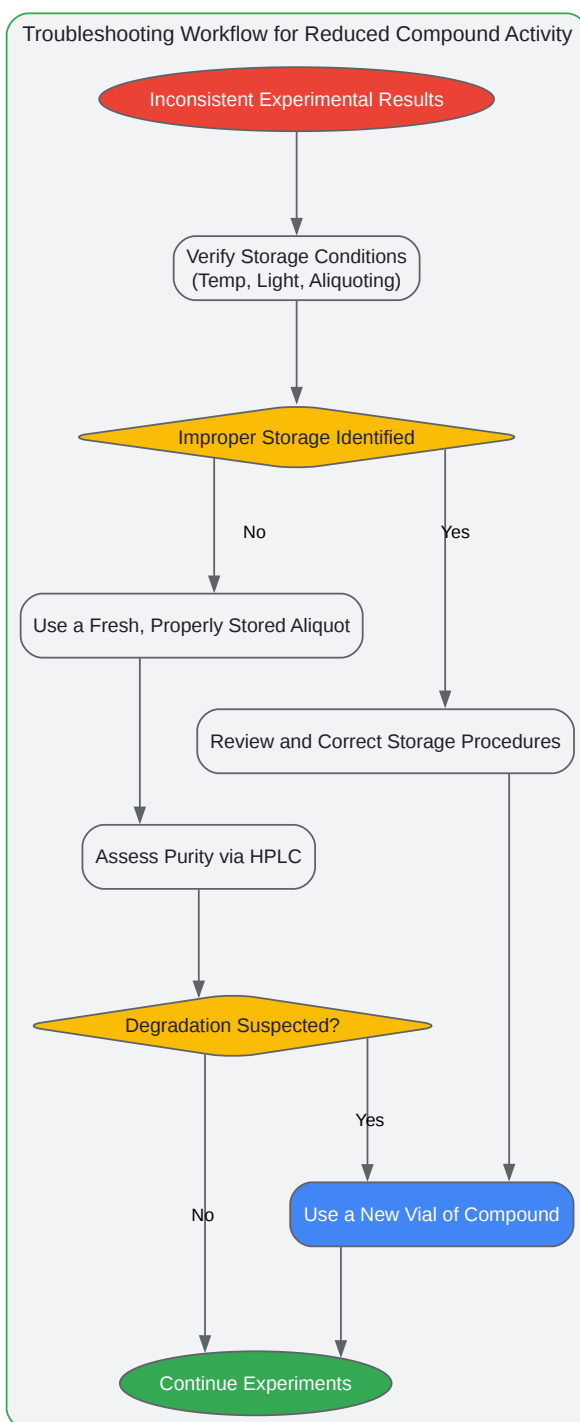 Troubleshooting Workflow for Reduced Compound Activity
Inconsistent Experimental Results
Verify Storage Conditions
(Temp, Light, Aliquoting)
Improper Storage Identified
No
Yes
Use a Fresh, Properly Stored Aliquot
Review and Correct Storage Procedures
Assess Purity via HPLC
Degradation Suspected?
Yes
Use a New Vial of Compound
No
Continue Experiments